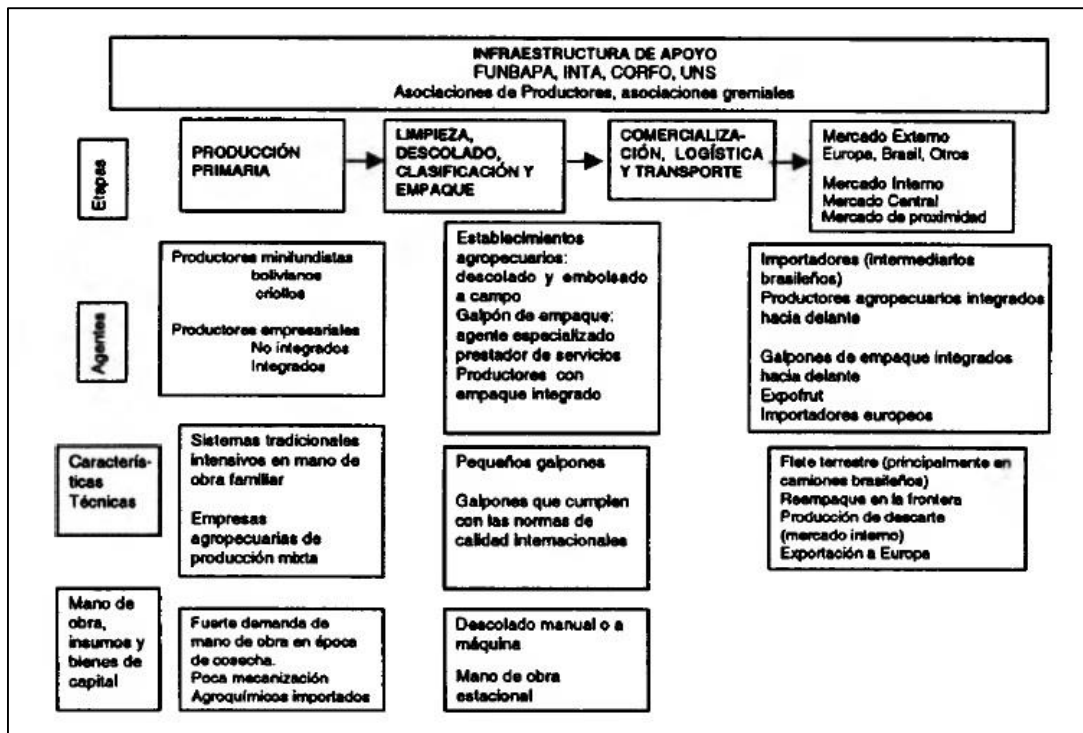 INFRAESTRUCTURA DE APOYO
FUNBAPA, INTA, CORFO, UNS
Asociaciones de Productores, asociaciones gremiales
Etapas
PRODUCCIÓN
PRIMARIA
LIMPIEZA,
DESCOLADO,
CLASIFICACIÓN Y
EMPAQUE
COMERCIALIZA-
CIÓN, LOGÍSTICA
Y TRANSPORTE
Mercado Externo
Europa, Brasil, Otros
Mercado Interno
Mercado Central
Mercado de proximidad
Agentes
Productores minifundistas
bolivianos
criollos
Productores empresariales
No integrados
Integrados
Establecimientos
agropecuarios:
descolado y embolsado
a campo
Galpón de empaque:
agente especializado
prestador de servicios
Productores con
empaque integrado
Importadores (intermediarios
brasileños)
Productores agropecuarios integrados
hacia delante
Galpones de empaque integrados
hacia delante
Expofrut
Importadores europeos
Caracterís-
ticas
Técnicas
Sistemas tradicionales
intensivos en mano de
obra familiar
Empresas
agropecuarias de
producción mixta
Pequeños galpones
Galpones que cumplen
con las normas de
calidad internacionales
Flete terrestre (principalmente en
camiones brasileños)
Reempaque en la frontera
Producción de descarte
(mercado interno)
Exportación a Europa
Mano de
obra,
insumos y
bienes de
capital
Fuerte demanda de
mano de obra en época
de cosecha.
Poca mecanización
Agroquímicos importados
Descolado manual o a
máquina
Mano de obra
estacional